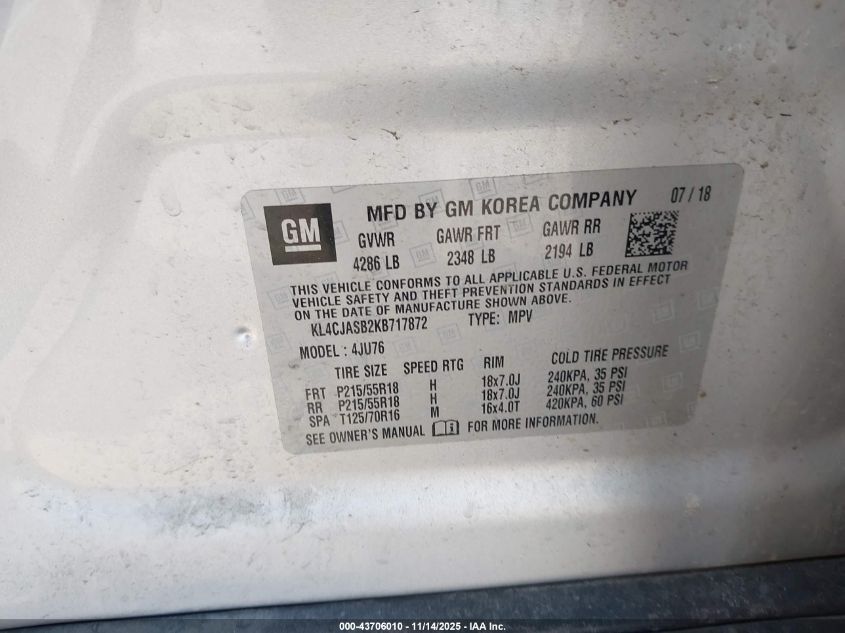 GM
MFD BY GM KOREA COMPANY 07 / 18
GVWR GAWR FRT GAWR RR
4286 LB 2348 LB 2194 LB
THIS VEHICLE CONFORMS TO ALL APPLICABLE U.S. FEDERAL MOTOR
VEHICLE SAFETY AND THEFT PREVENTION STANDARDS IN EFFECT
ON THE DATE OF MANUFACTURE SHOWN ABOVE.
KL4CJASB2KB717872 TYPE: MPV
MODEL : 4JU76
TIRE SIZE SPEED RTG RIM COLD TIRE PRESSURE
FRT P215/55R18 H 18x7.0J 240KPA, 35 PSI
RR P215/55R18 H 18x7.0J 240KPA, 35 PSI
SPA T125/70R16 M 16x4.0T 420KPA, 60 PSI
SEE OWNER'S MANUAL FOR MORE INFORMATION.
000-43706010 - 11/14/2025 - IAA Inc.